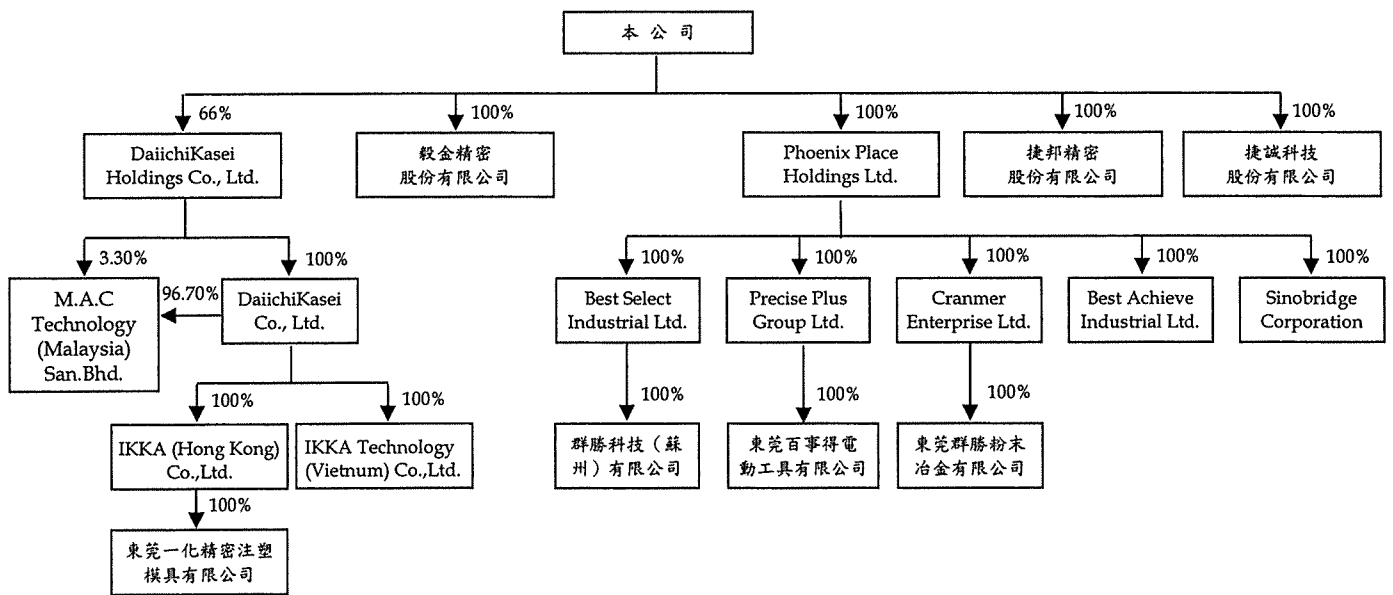 本公司
66%
100%
100%
100%
100%
DaiichiKasei
Holdings Co., Ltd.
毅金精密
股份有限公司
Phoenix Place
Holdings Ltd.
捷邦精密
股份有限公司
捷誠科技
股份有限公司
3.30%
100%
100%
100%
100%
100%
100%
M.A.C
Technology
(Malaysia)
San.Bhd.
96.70%
DaiichiKasei
Co., Ltd.
Best Select
Industrial Ltd.
Precise Plus
Group Ltd.
Cranmer
Enterprise Ltd.
Best Achieve
Industrial Ltd.
Sinobridge
Corporation
100%
100%
100%
100%
100%
IKKA (Hong Kong)
Co.,Ltd.
IKKA Technology
(Vietnum) Co.,Ltd.
群勝科技（蘇
州）有限公司
東莞百事得電
動工具有限公司
東莞群勝粉末
冶金有限公司
100%
東莞一化精密注塑
模具有限公司